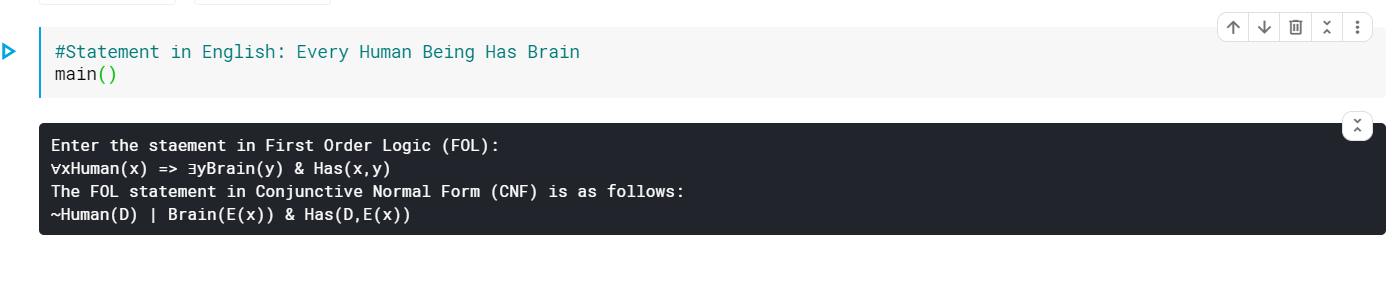 #Statement in English: Every Human Being Has Brain
main()
Enter the staement in First Order Logic (FOL):
∀xHuman(x) => ∃yBrain(y) & Has(x,y)
The FOL statement in Conjunctive Normal Form (CNF) is as follows:
~Human(D) | Brain(E(x)) & Has(D,E(x))